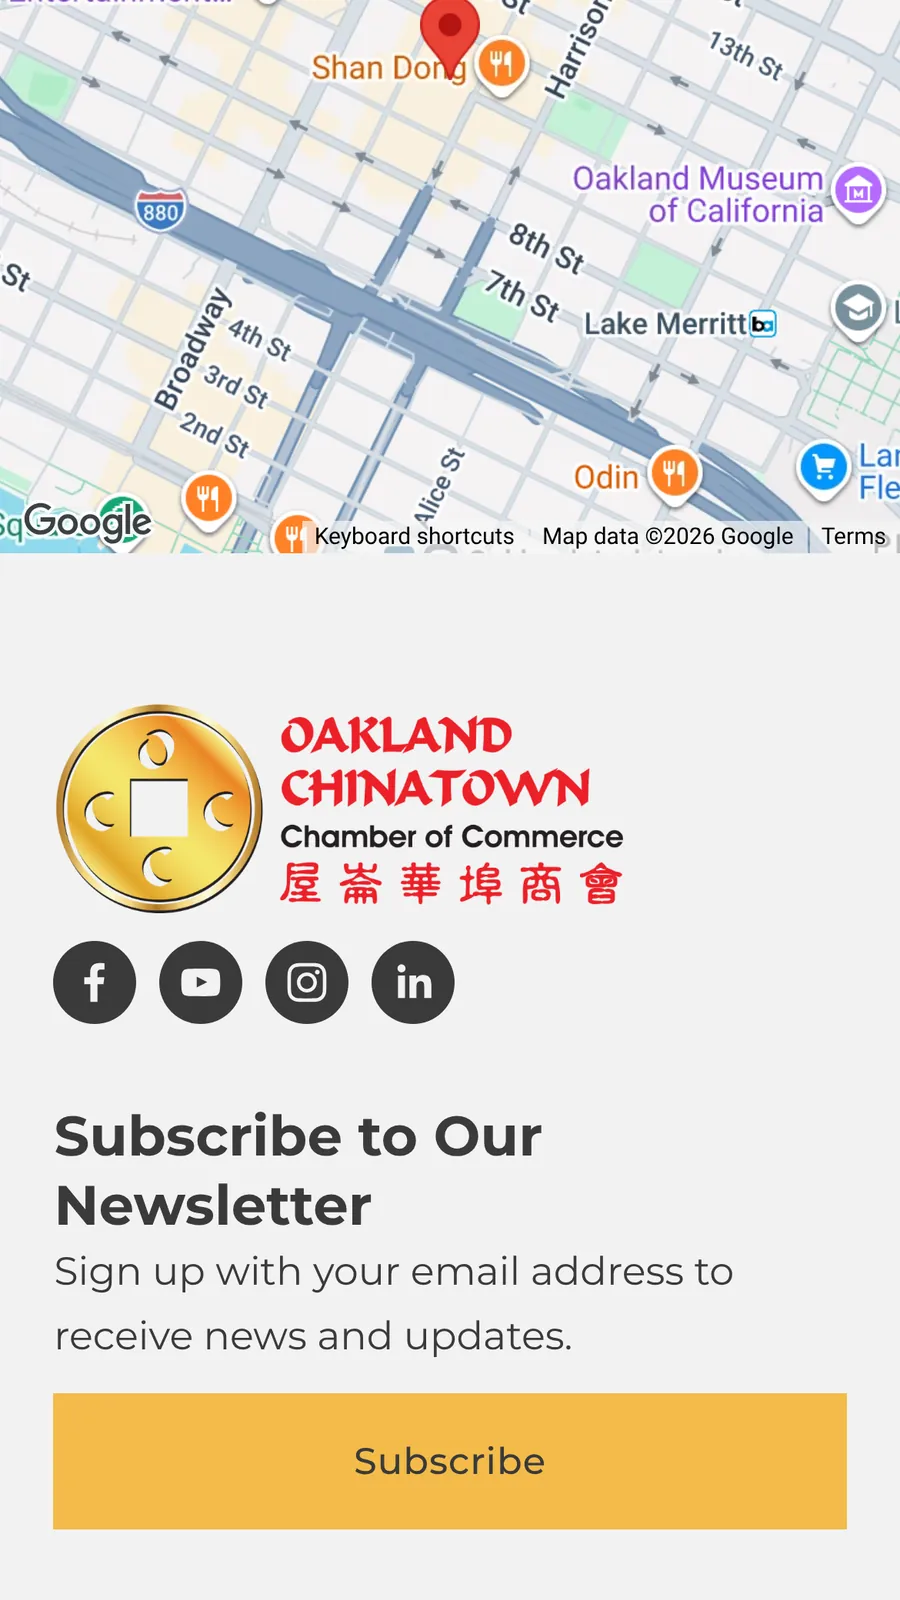 St
13th St
Harrison
Shan Dong
Oakland Museum
of California
880
8th St
7th St
St
Lake Merritt
Broadway
4th St
3rd St
2nd St
Alice St
Odin
Google
Keyboard shortcuts
Map data ©2026 Google
Terms
OAKLAND
CHINATOWN
Chamber of Commerce
屋崙華埠商會
Subscribe to Our
Newsletter
Sign up with your email address to
receive news and updates.
Subscribe